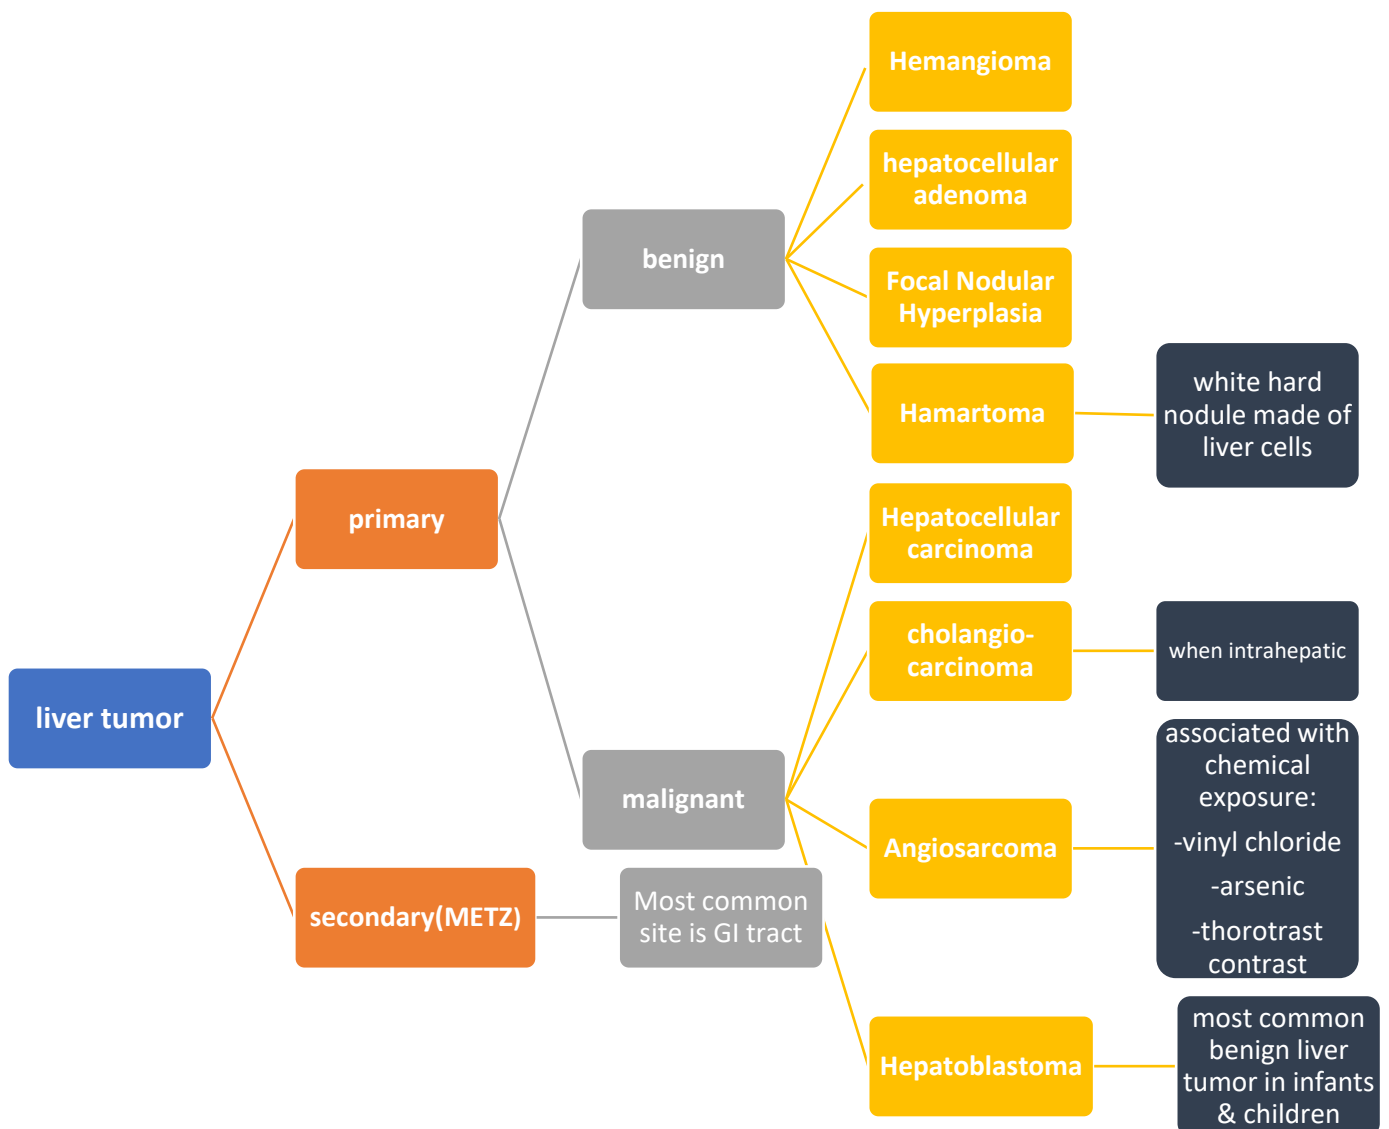 liver tumor
primary
secondary(METZ)
benign
malignant
Most common
site is GI tract
Hemangioma
hepatocellular
adenoma
Focal Nodular
Hyperplasia
Hamartoma
white hard
nodule made of
liver cells
Hepatocellular
carcinoma
cholangio-
carcinoma
when intrahepatic
Angiosarcoma
associated with
chemical
exposure:
-vinyl chloride
-arsenic
-thorotrast
contrast
Hepatoblastoma
most common
benign liver
tumor in infants
& children